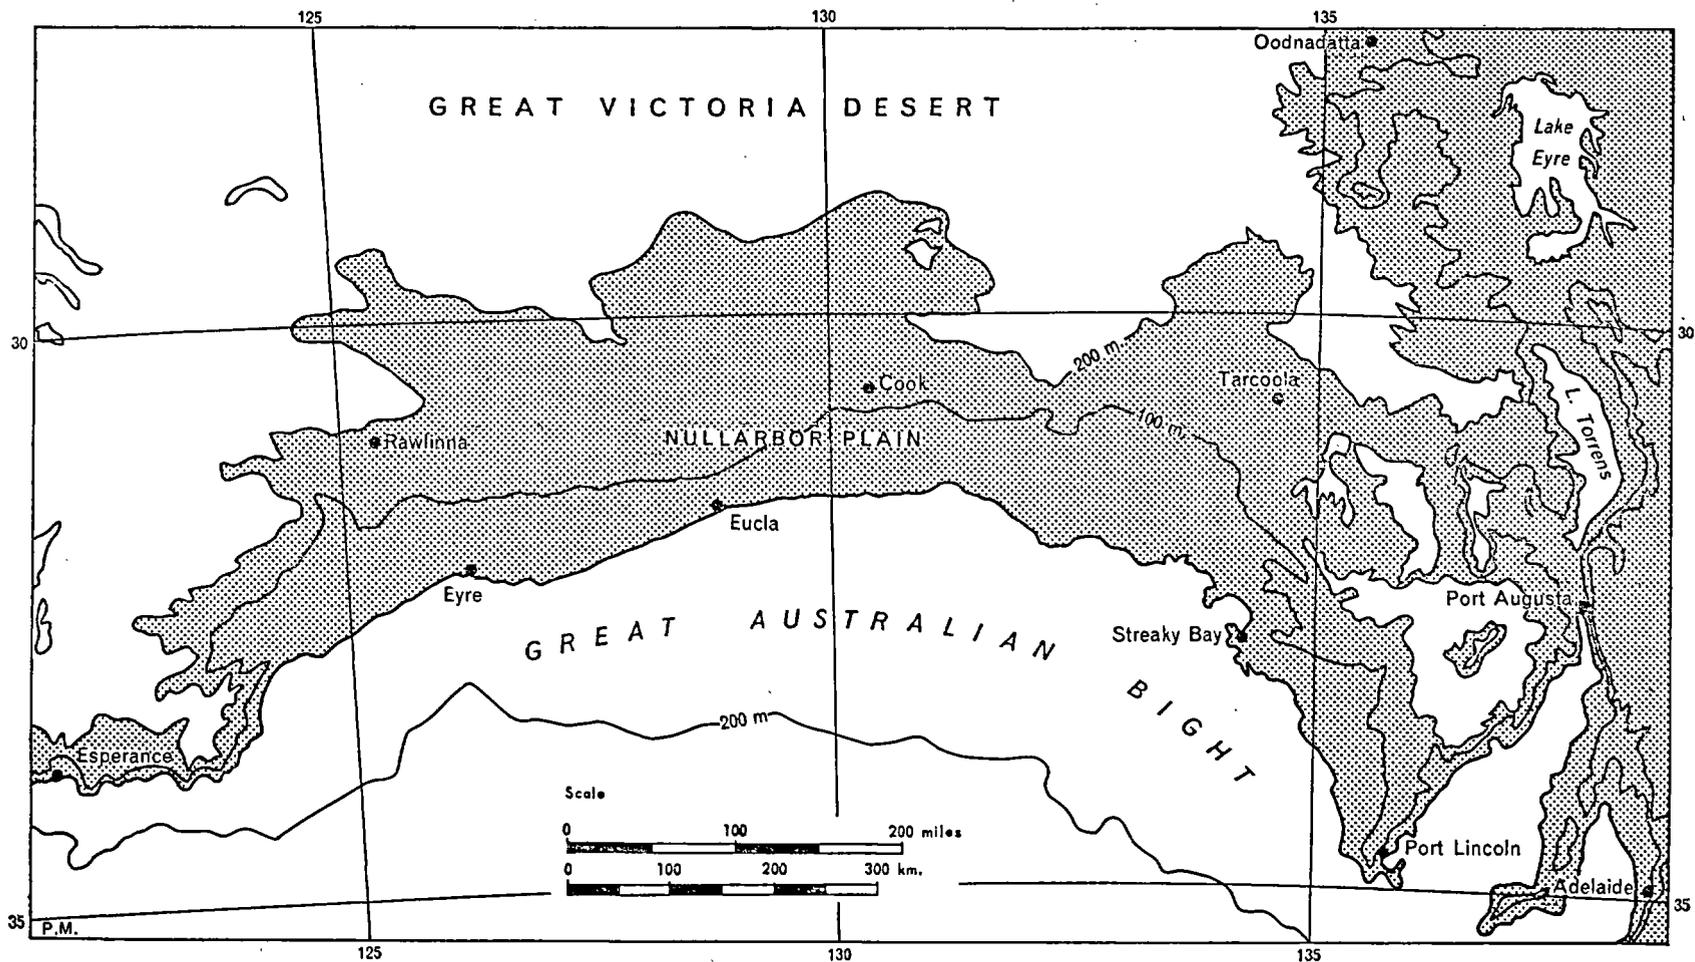 125 130 135
Oodnadatta
GREAT VICTORIA DESERT
Lake
Eyre
30 30
200 m.
Cook
Tarcoola
L. Torrens
100 m.
NULLARBOR PLAIN
Rawlinna
Eucla
Eyre
Port Augusta
GREAT AUSTRALIAN BIGHT
Streaky Bay
200 m
Esperance
Scale
0 100 200 miles
0 100 200 300 km.
Port Lincoln
Adelaide
35 35
P.M.
125 130 135